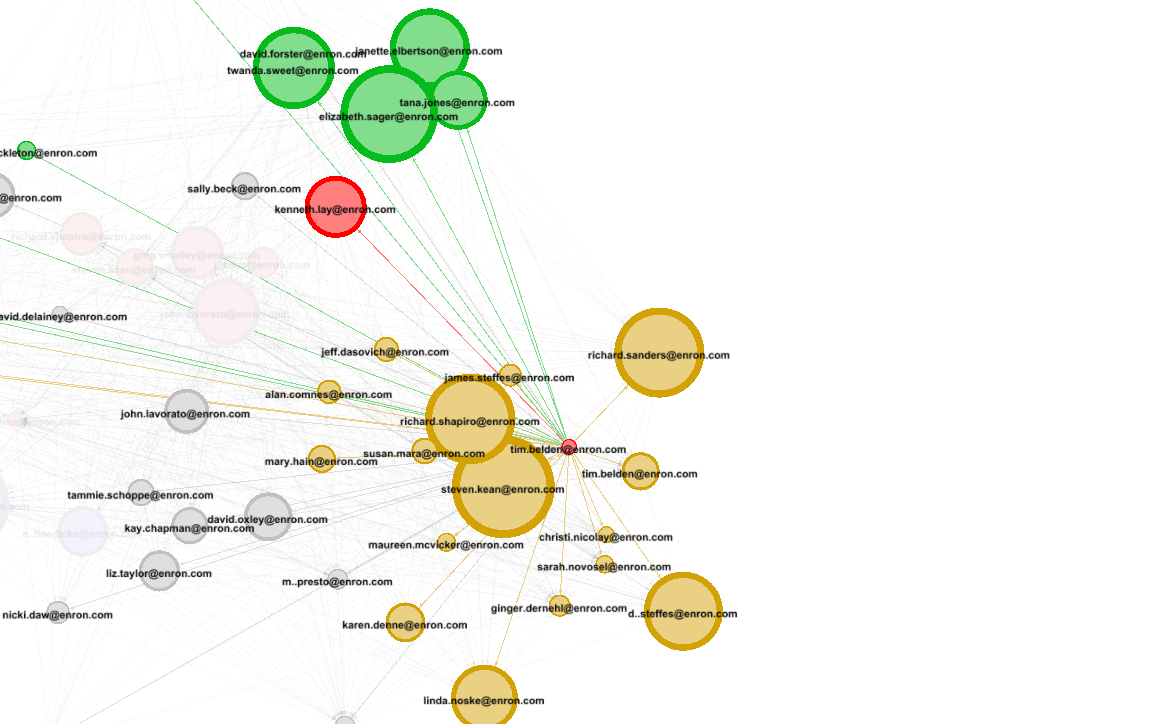 janette.elbertson@enron.com
david.forster@enron.com
twanda.sweet@enron.com
tana.jones@enron.com
elizabeth.sager@enron.com
ckleton@enron.com
sally.beck@enron.com
@enron.com
kenneth.lay@enron.com
richard.shapiro@enron.com
greg.whalley@enron.com
steven.kean@enron.com
john.lavorato@enron.com
avid.delainey@enron.com
jeff.dasovich@enron.com
richard.sanders@enron.com
james.steffes@enron.com
alan.comnes@enron.com
john.lavorato@enron.com
richard.shapiro@enron.com
tim.belden@enron.com
susan.mara@enron.com
mary.hain@enron.com
tim.belden@enron.com
steven.kean@enron.com
tammie.schoppe@enron.com
david.oxley@enron.com
kay.chapman@enron.com
christi.nicolay@enron.com
maureen.mcvicker@enron.com
sarah.novosel@enron.com
liz.taylor@enron.com
m..presto@enron.com
ginger.dernehl@enron.com
d..steffes@enron.com
nicki.daw@enron.com
karen.denne@enron.com
linda.noske@enron.com